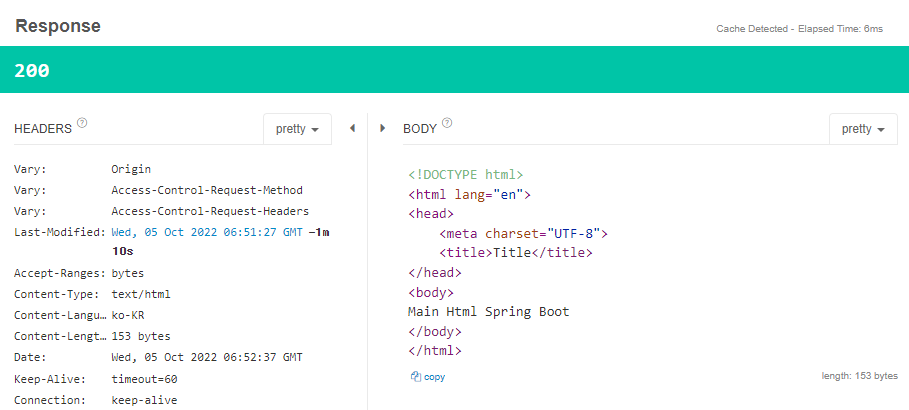 Response
Cache Detected - Elapsed Time: 6ms
200
HEADERS ?
pretty
BODY ?
pretty
Vary: Origin
Vary: Access-Control-Request-Method
Vary: Access-Control-Request-Headers
Last-Modified: Wed, 05 Oct 2022 06:51:27 GMT −1m
10s
Accept-Ranges: bytes
Content-Type: text/html
Content-Langu… ko-KR
Content-Lengt… 153 bytes
Date: Wed, 05 Oct 2022 06:52:37 GMT
Keep-Alive: timeout=60
Connection: keep-alive
<!DOCTYPE html>
<html lang="en">
<head>
    <meta charset="UTF-8">
    <title>Title</title>
</head>
<body>
Main Html Spring Boot
</body>
</html>
copy
length: 153 bytes